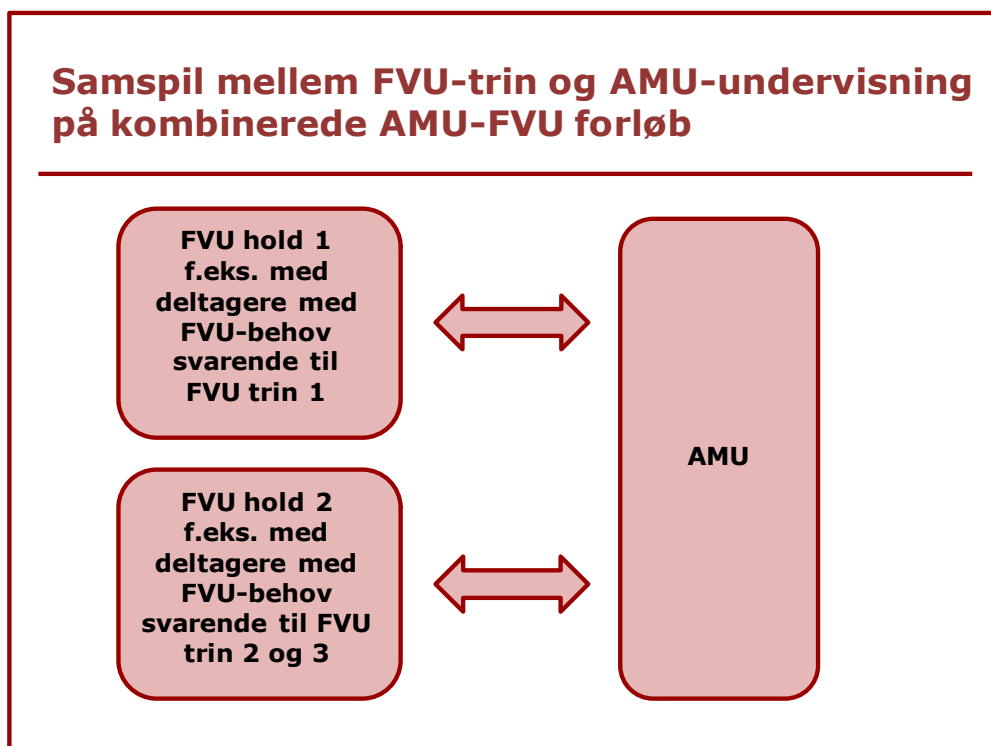 Samspil mellem FVU-trin og AMU-undervisning
på kombinerede AMU-FVU forløb
FVU hold 1
f.eks. med
deltagere med
FVU-behov
svarende til
FVU trin 1
AMU
FVU hold 2
f.eks. med
deltagere med
FVU-behov
svarende til FVU
trin 2 og 3